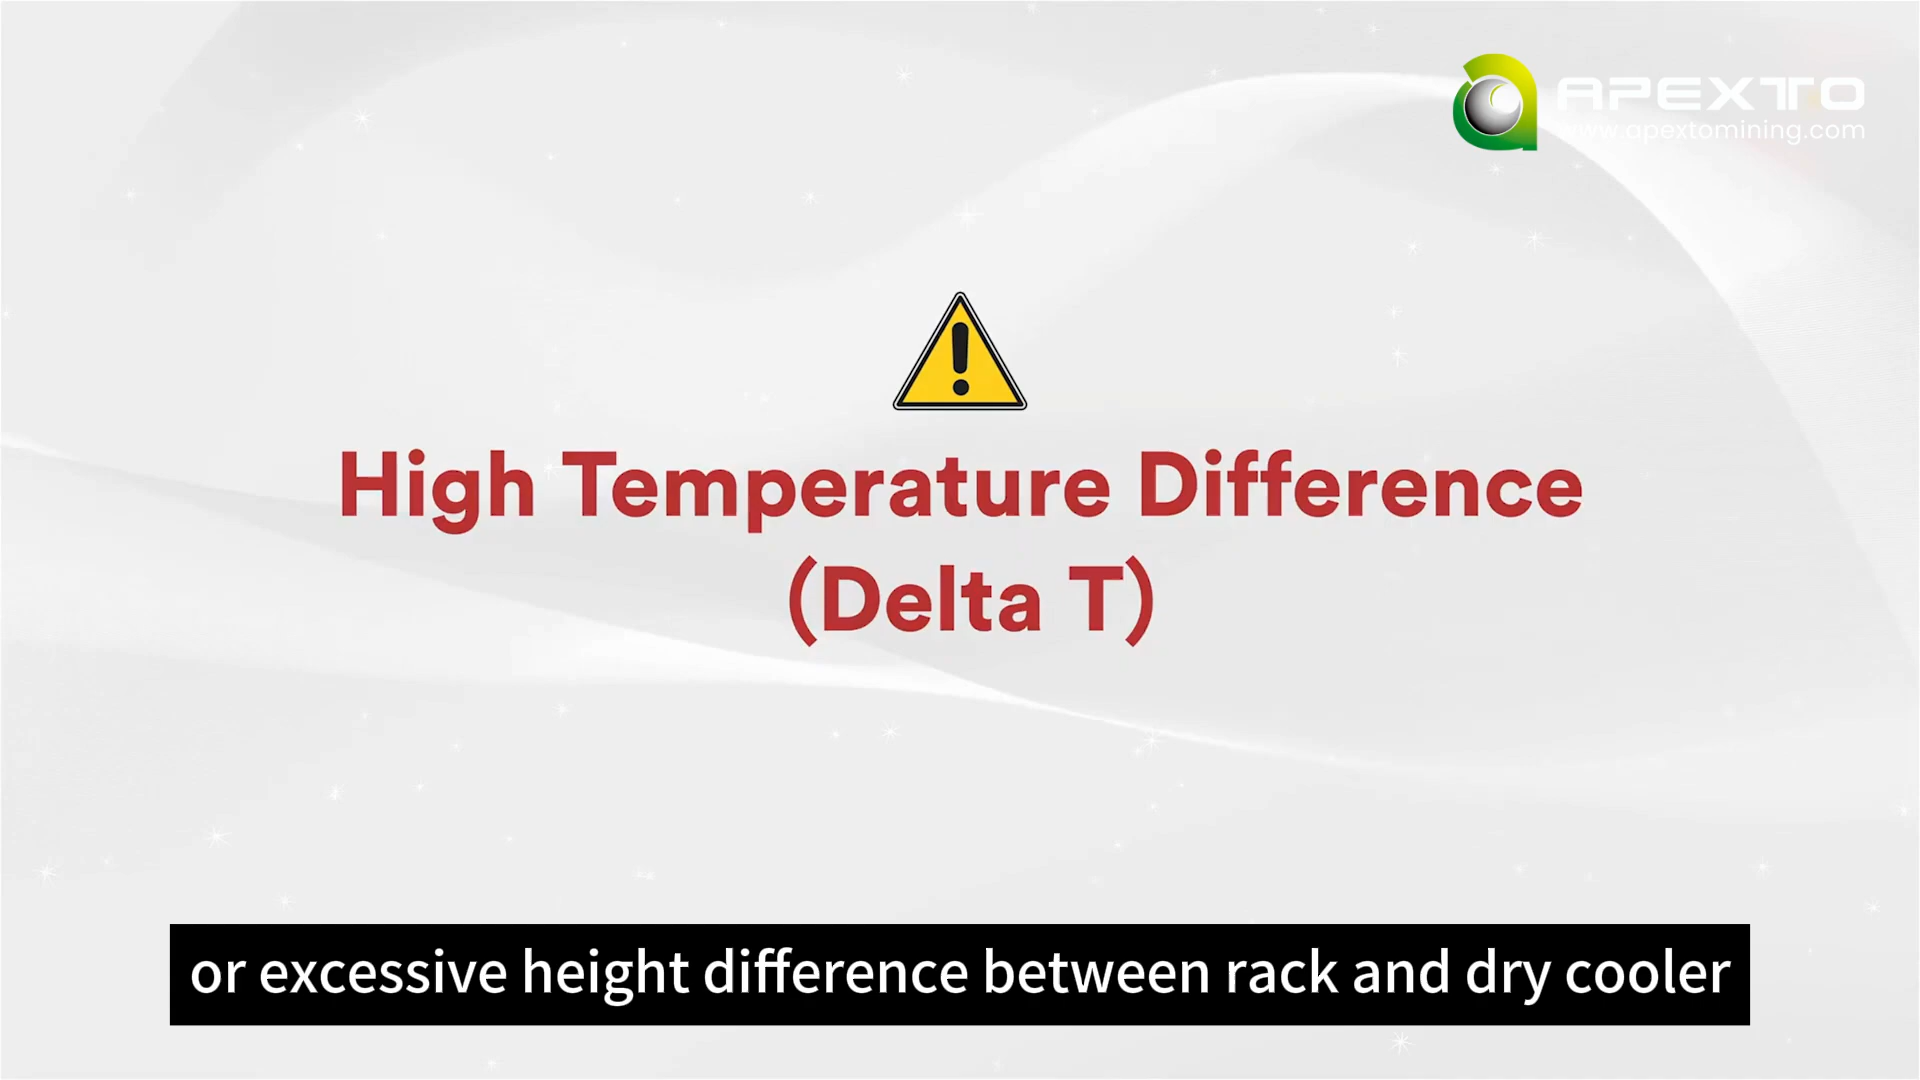 APEXTO
www.apextomining.com
High Temperature Difference
(Delta T)
or excessive height difference between rack and dry cooler